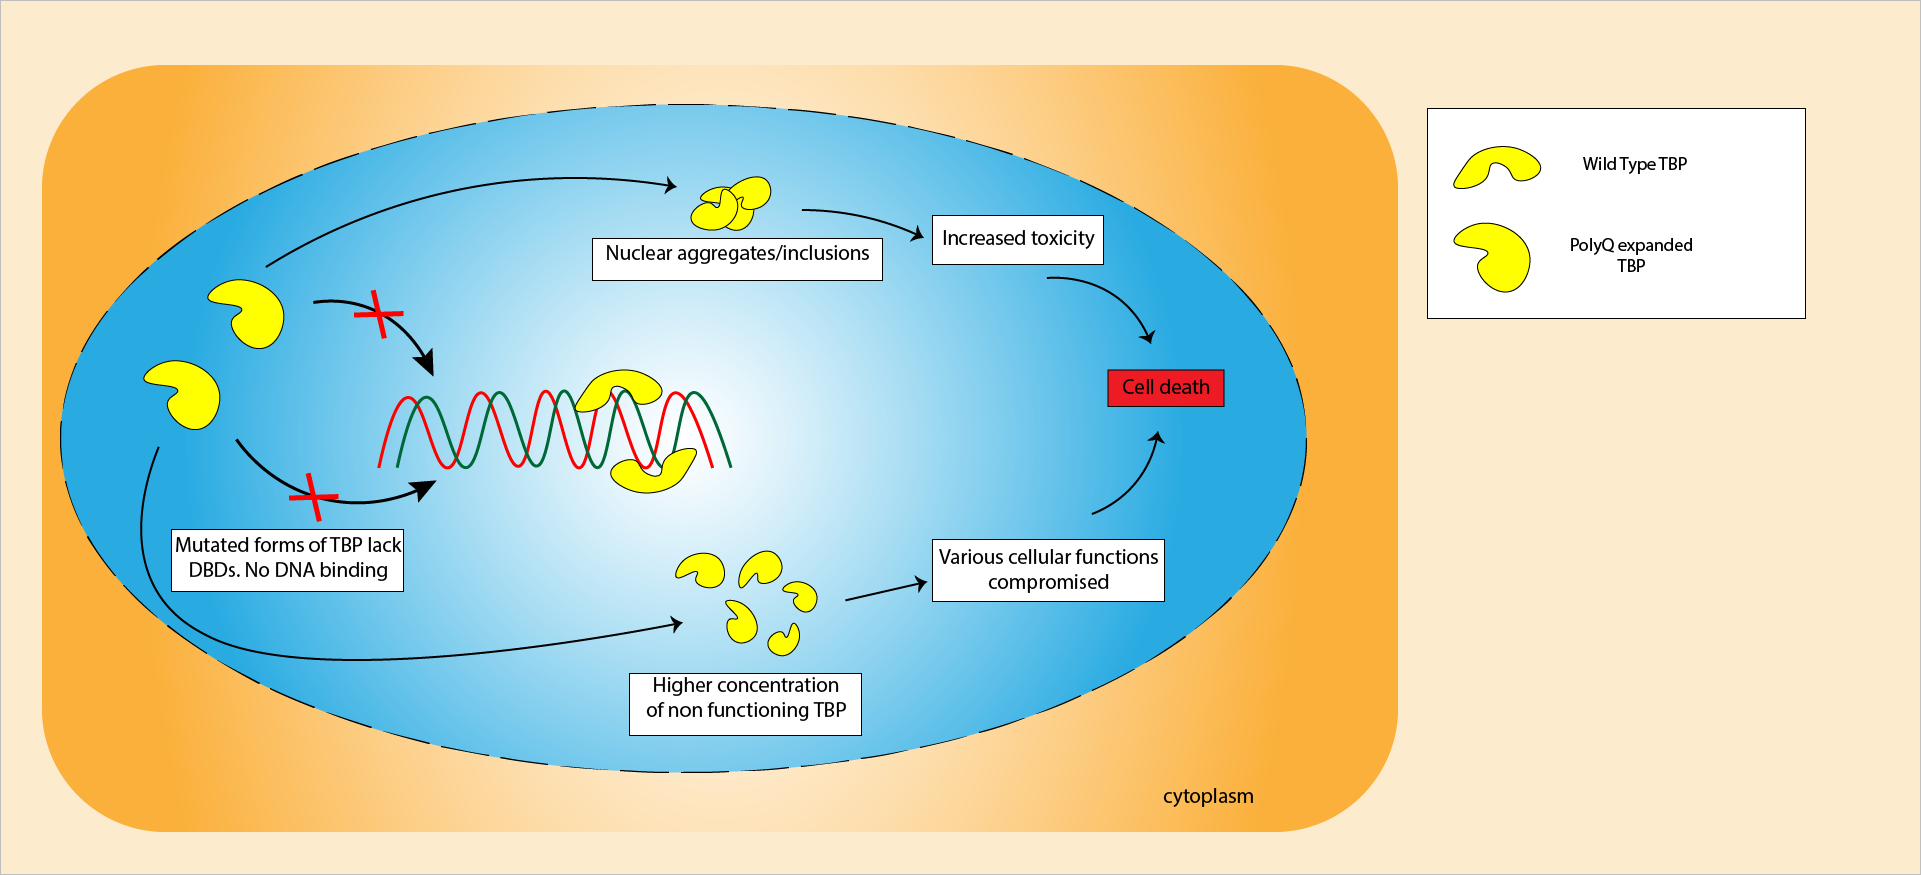 Wild Type TBP
PolyQ expanded
TBP
Nuclear aggregates/inclusions
Increased toxicity
Cell death
Mutated forms of TBP lack
DBDs. No DNA binding
Various cellular functions
compromised
Higher concentration
of non functioning TBP
cytoplasm